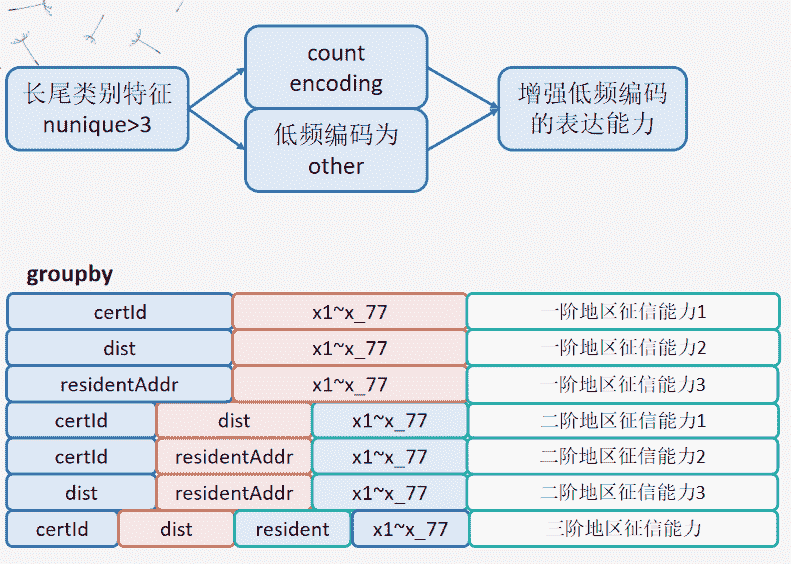 长尾类别特征
nunique>3
count
encoding
低频编码为
other
增强低频编码
的表达能力
groupby
certId x1~x_77 一阶地区征信能力1
dist x1~x_77 一阶地区征信能力2
residentAddr x1~x_77 一阶地区征信能力3
certId dist x1~x_77 二阶地区征信能力1
certId residentAddr x1~x_77 二阶地区征信能力2
dist residentAddr x1~x_77 二阶地区征信能力3
certId dist resident x1~x_77 三阶地区征信能力